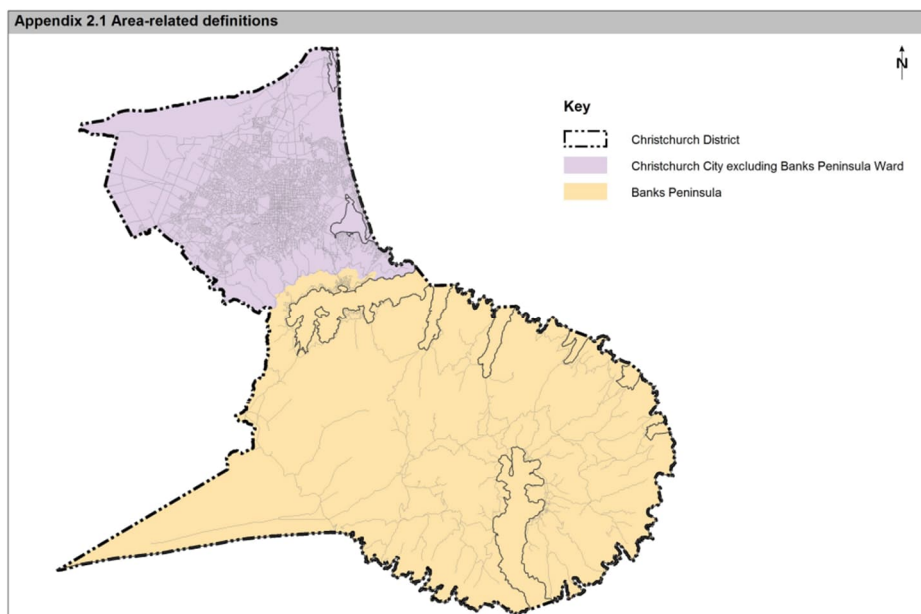 Appendix 2.1 Area-related definitions
N
Key
Christchurch District
Christchurch City excluding Banks Peninsula Ward
Banks Peninsula